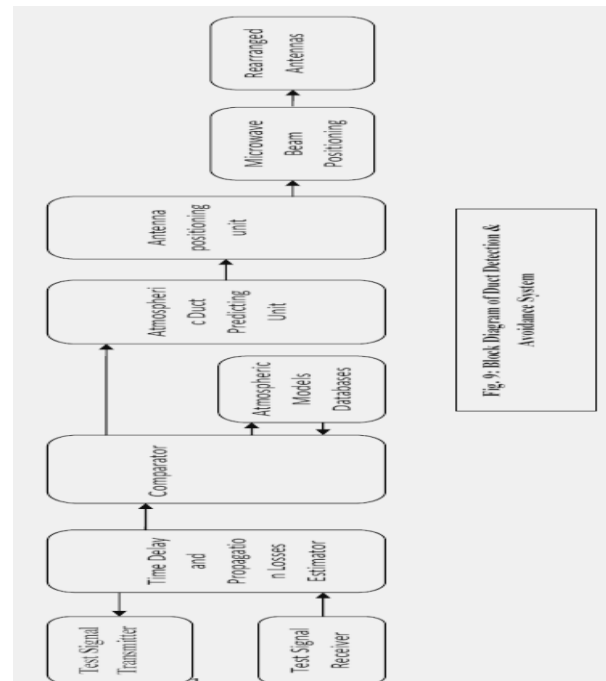 Test Signal
Transmitter
Test Signal
Receiver
Time Delay
and
Propagatio
n Losses
Estimator
Comparator
Atmospheric
Models
Databases
Atmospheri
c Duct
Predicting
Unit
Antenna
positioning
unit
Microwave
Beam
Positioning
Rearranged
Antennas
Fig. 9: Block Diagram of Duct Detection &
Avoidance System